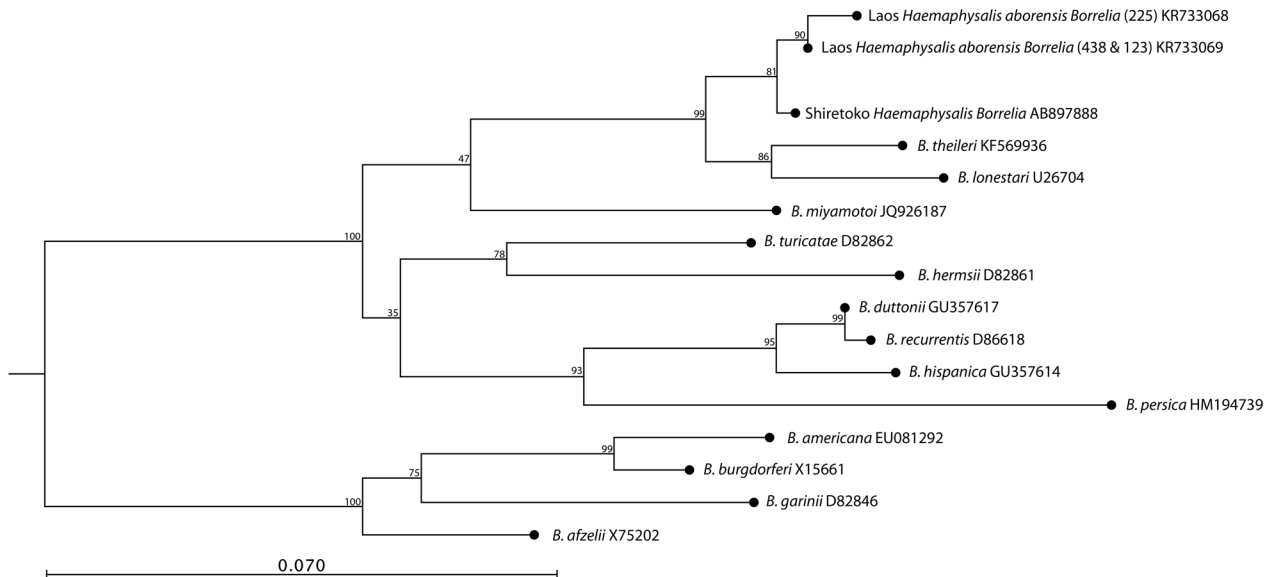 Laos Haemaphysalis aborensis Borrelia (225) KR733068
90
Laos Haemaphysalis aborensis Borrelia (438 & 123) KR733069
81
Shiretoko Haemaphysalis Borrelia AB897888
99
B. theileri KF569936
86
B. lonestari U26704
47
B. miyamotoi JQ926187
100
B. turicatae D82862
78
B. hermsii D82861
35
B. duttonii GU357617
99
B. recurrentis D86618
95
B. hispanica GU357614
93
B. persica HM194739
B. americana EU081292
99
B. burgdorferi X15661
75
B. garinii D82846
100
B. afzelii X75202
0.070